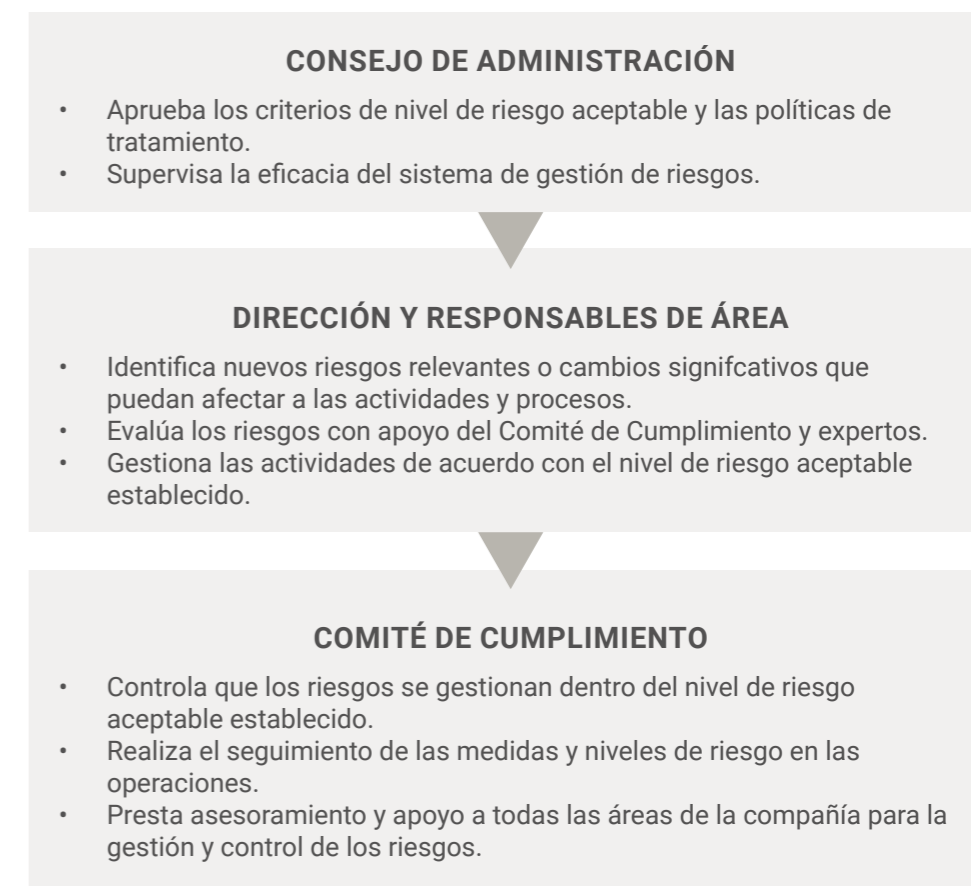 CONSEJO DE ADMINISTRACIÓN
• Aprueba los criterios de nivel de riesgo aceptable y las políticas de
tratamiento.
• Supervisa la eficacia del sistema de gestión de riesgos.
DIRECCIÓN Y RESPONSABLES DE ÁREA
• Identifica nuevos riesgos relevantes o cambios signifcativos que
puedan afectar a las actividades y procesos.
• Evalúa los riesgos con apoyo del Comité de Cumplimiento y expertos.
• Gestiona las actividades de acuerdo con el nivel de riesgo aceptable
establecido.
COMITÉ DE CUMPLIMIENTO
• Controla que los riesgos se gestionan dentro del nivel de riesgo
aceptable establecido.
• Realiza el seguimiento de las medidas y niveles de riesgo en las
operaciones.
• Presta asesoramiento y apoyo a todas las áreas de la compañía para la
gestión y control de los riesgos.